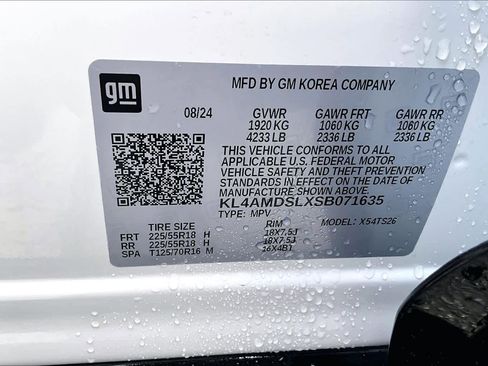 gm
MFD BY GM KOREA COMPANY
08/24 GVWR GAWR FRT GAWR RR
1920 KG 1060 KG 1060 KG
4233 LB 2336 LB 2336 LB
THIS VEHICLE CONFORMS TO ALL
APPLICABLE U.S. FEDERAL MOTOR
VEHICLE SAFETY AND THEFT
PREVENTION STANDARDS IN
EFFECT ON THE DATE OF
MANUFACTURE SHOWN ABOVE.
KL4AMDSLXSB071635
TYPE: MPV MODEL: X54TS26
TIRE SIZE RIM
FRT 225/55R18 H 18X7.5J
RR 225/55R18 H 18X7.5J
SPA T125/70R16 M 16X4BT